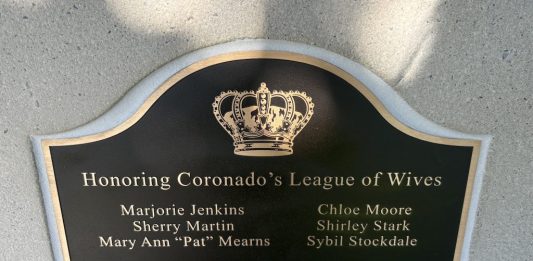 Honoring Coronado's League of Wives
Marjorie Jenkins
Sherry Martin
Mary Ann “Pat” Mearns
Chloe Moore
Shirley Stark
Sybil Stockdale